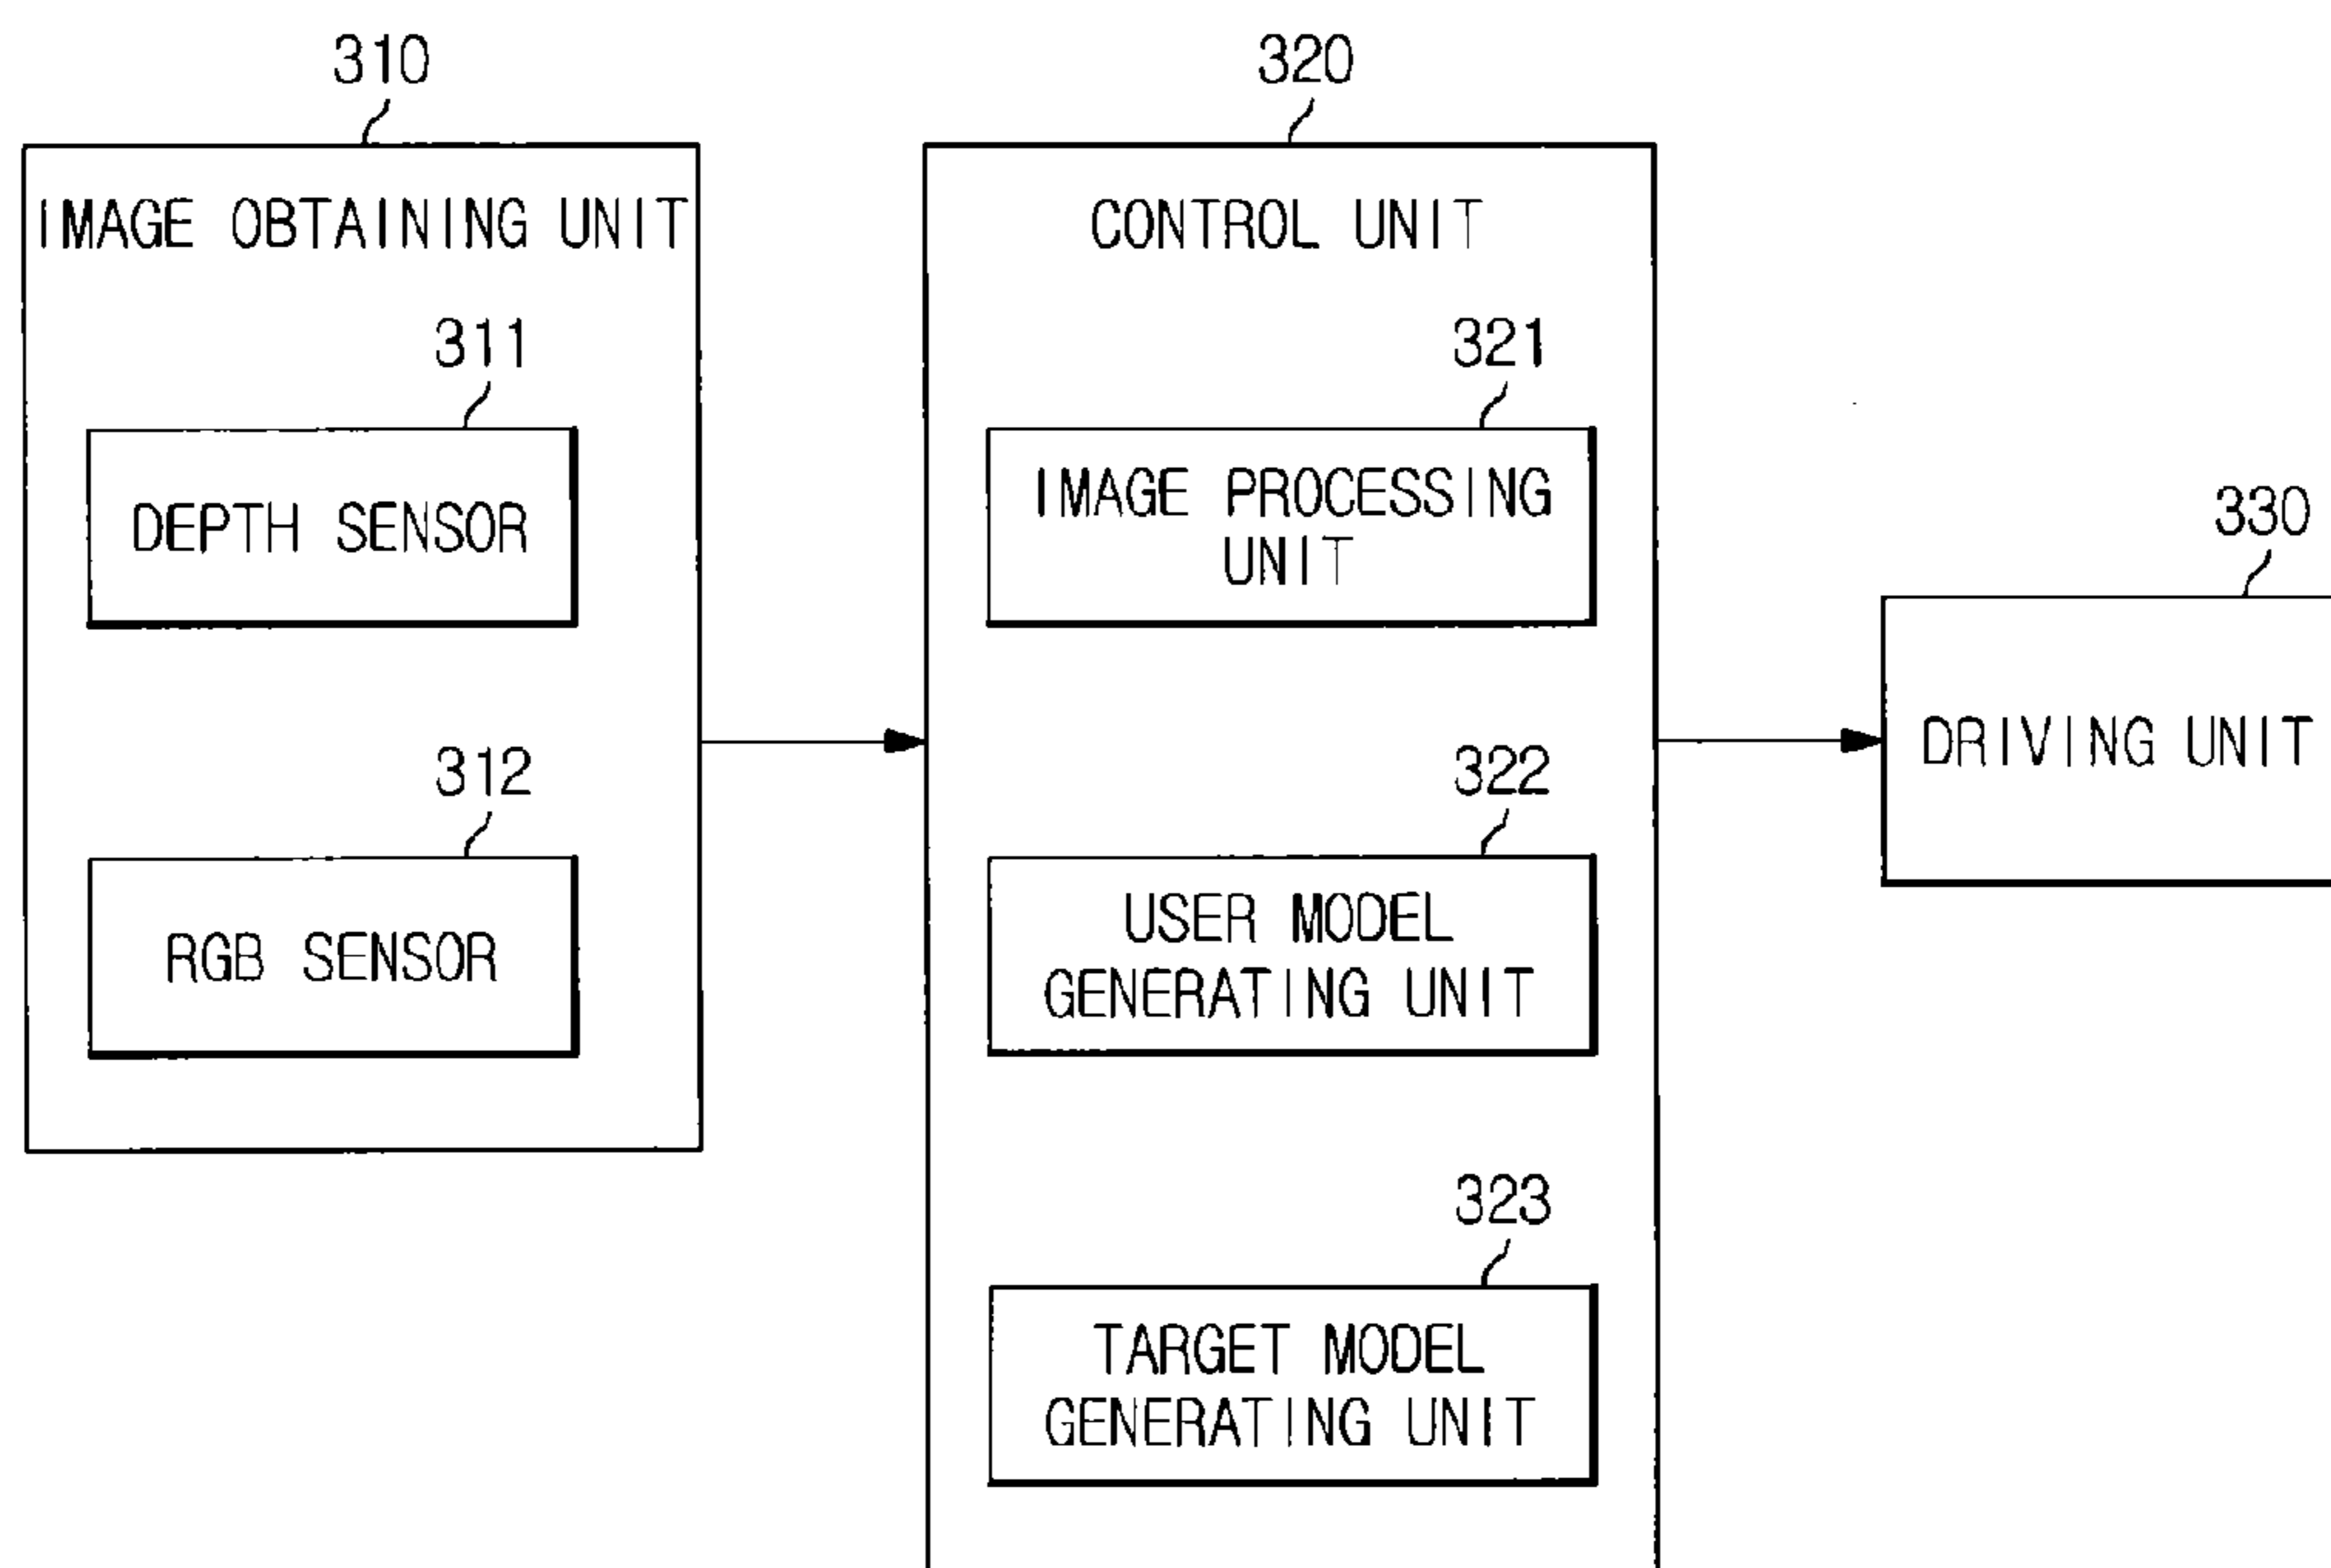 310
IMAGE OBTAINING UNIT
311
DEPTH SENSOR
312
RGB SENSOR
320
CONTROL UNIT
321
IMAGE PROCESSING
UNIT
322
USER MODEL
GENERATING UNIT
323
TARGET MODEL
GENERATING UNIT
330
DRIVING UNIT